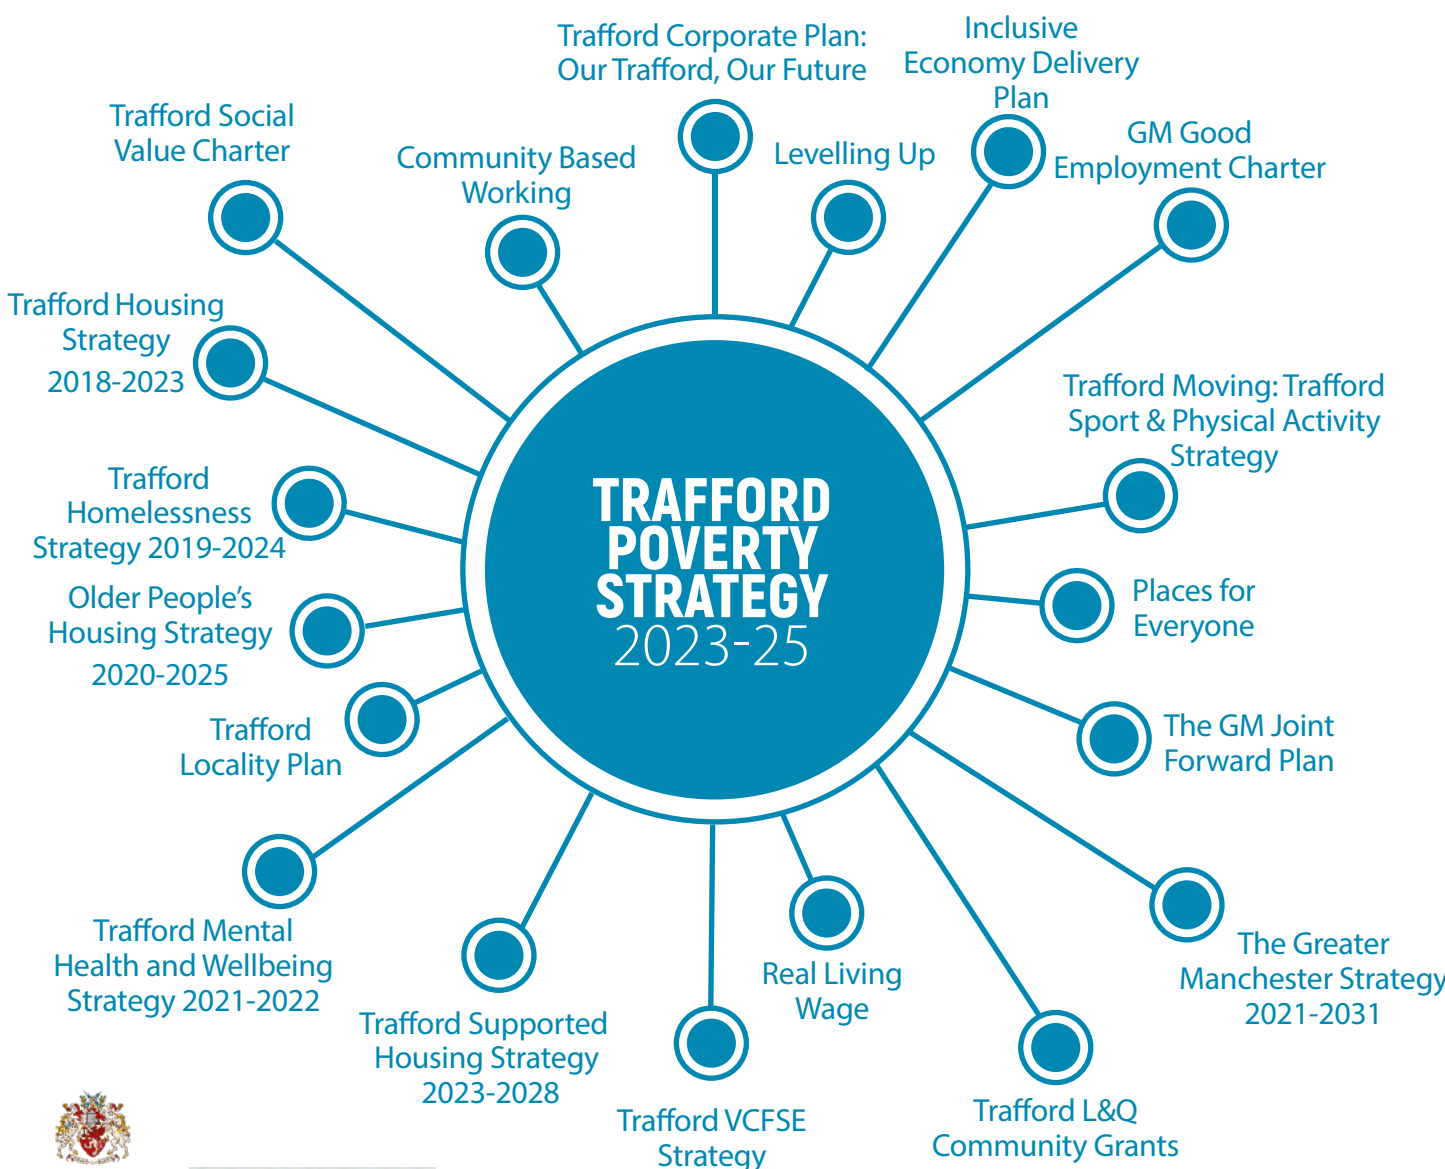 Trafford Corporate Plan:
Our Trafford, Our Future
Inclusive
Economy Delivery
Plan
Trafford Social
Value Charter
Community Based
Working
Levelling Up
GM Good
Employment Charter
Trafford Housing
Strategy
2018-2023
Trafford Moving: Trafford
Sport & Physical Activity
Strategy
Trafford
Homelessness
Strategy 2019-2024
TRAFFORD
POVERTY
STRATEGY
2023-25
Older People’s
Housing Strategy
2020-2025
Places for
Everyone
Trafford
Locality Plan
The GM Joint
Forward Plan
Trafford Mental
Health and Wellbeing
Strategy 2021-2022
Real Living
Wage
The Greater
Manchester Strategy
2021-2031
Trafford Supported
Housing Strategy
2023-2028
Trafford VCFSE
Strategy
Trafford L&Q
Community Grants